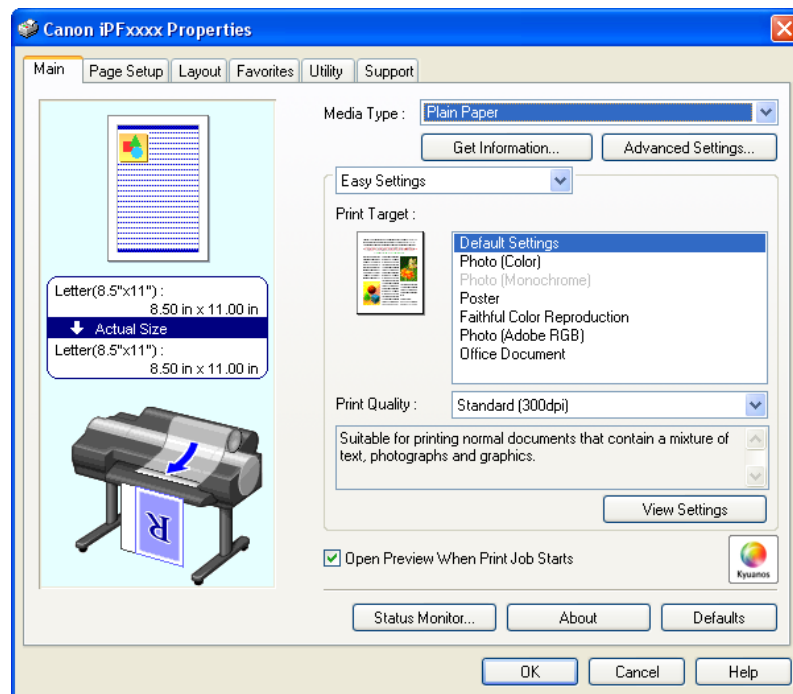 Canon iPFxxxx Properties
Main
Page Setup
Layout
Favorites
Utility
Support
Media Type :
Plain Paper
Get Information...
Advanced Settings...
Easy Settings
Print Target :
Default Settings
Photo (Color)
Photo (Monochrome)
Poster
Faithful Color Reproduction
Photo (Adobe RGB)
Office Document
Letter(8.5"x11") :
8.50 in x 11.00 in
Actual Size
Letter(8.5"x11") :
8.50 in x 11.00 in
R
Print Quality :
Standard (300dpi)
Suitable for printing normal documents that contain a mixture of
text, photographs and graphics.
View Settings
Open Preview When Print Job Starts
Kyuanos
Status Monitor...
About
Defaults
OK
Cancel
Help